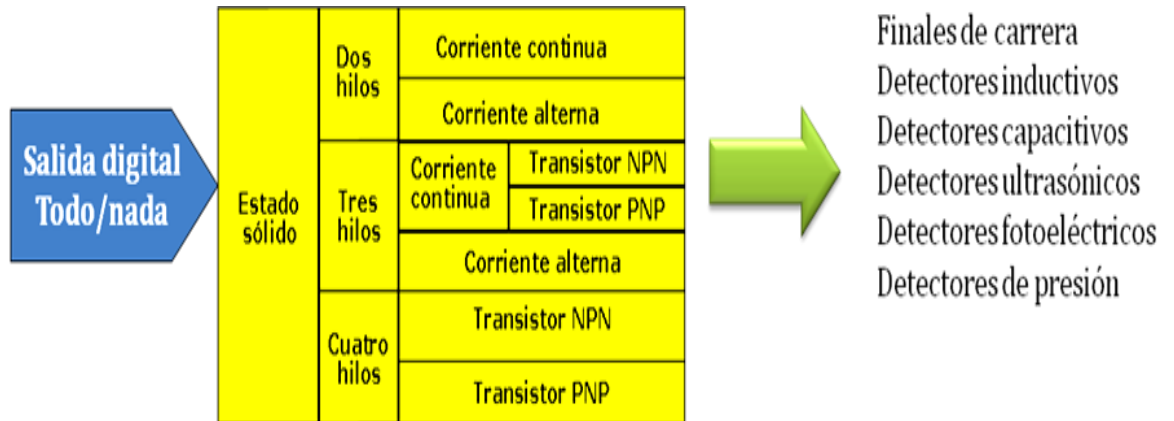 Salida digital
Todo/nada
Estado
sólido
Dos
hilos
Corriente continua
Corriente alterna
Tres
hilos
Corriente
continua
Transistor NPN
Transistor PNP
Corriente alterna
Cuatro
hilos
Transistor NPN
Transistor PNP
Finales de carrera
Detectores inductivos
Detectores capacitivos
Detectores ultrasónicos
Detectores fotoeléctricos
Detectores de presión